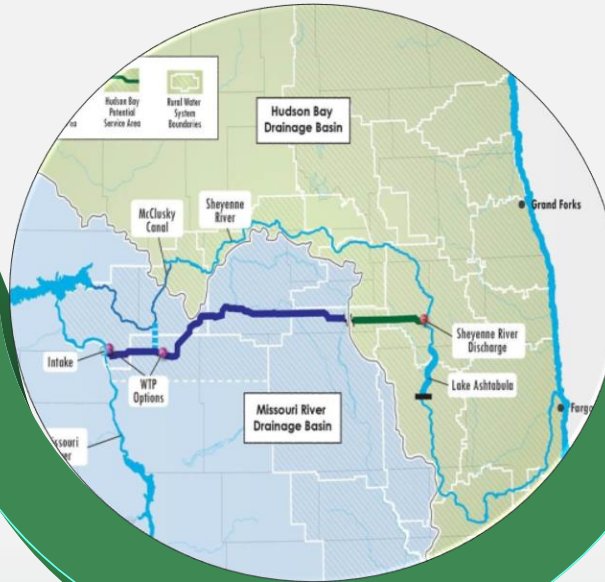 Hudson Bay
Potential
Service Area
Rural Water
System
Boundaries
Hudson Bay
Drainage Basin
McClusky
Canal
Sheyenne
River
Grand Forks
Intake
WTP
Options
Sheyenne River
Discharge
Lake Ashtabula
Missouri River
Drainage Basin